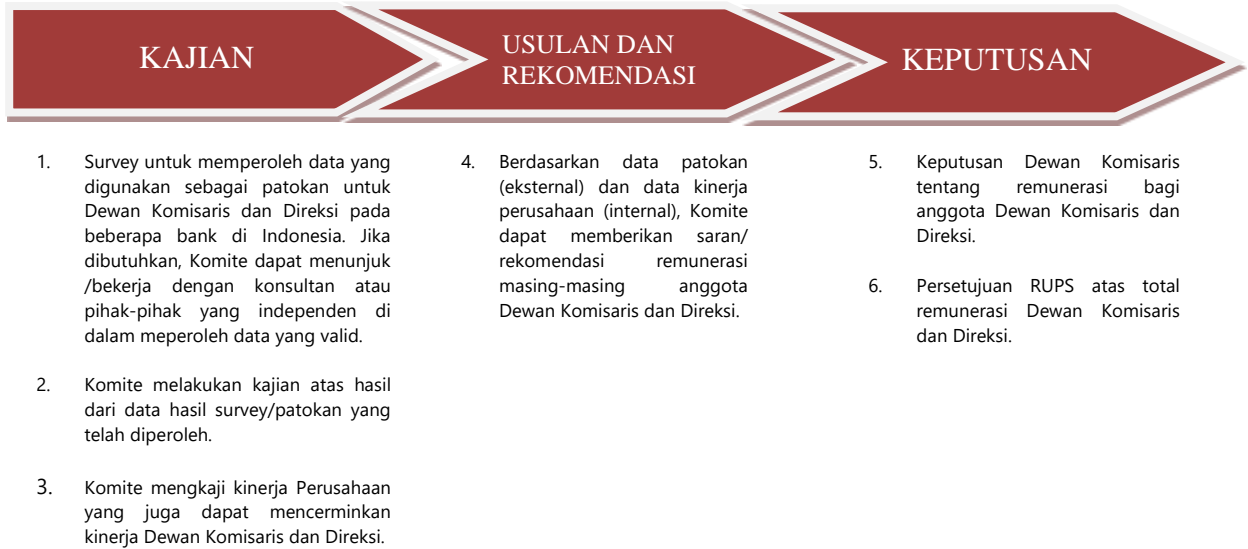 KAJIAN
USULAN DAN
REKOMENDASI
KEPUTUSAN
1. Survey untuk memperoleh data yang
digunakan sebagai patokan untuk
Dewan Komisaris dan Direksi pada
beberapa bank di Indonesia. Jika
dibutuhkan, Komite dapat menunjuk
/bekerja dengan konsultan atau
pihak-pihak yang independen di
dalam meperoleh data yang valid.
2. Komite melakukan kajian atas hasil
dari data hasil survey/patokan yang
telah diperoleh.
3. Komite mengkaji kinerja Perusahaan
yang juga dapat mencerminkan
kinerja Dewan Komisaris dan Direksi.
4. Berdasarkan data patokan
(eksternal) dan data kinerja
perusahaan (internal), Komite
dapat memberikan saran/
rekomendasi remunerasi
masing-masing anggota
Dewan Komisaris dan Direksi.
5. Keputusan Dewan Komisaris
tentang remunerasi bagi
anggota Dewan Komisaris dan
Direksi.
6. Persetujuan RUPS atas total
remunerasi Dewan Komisaris
dan Direksi.